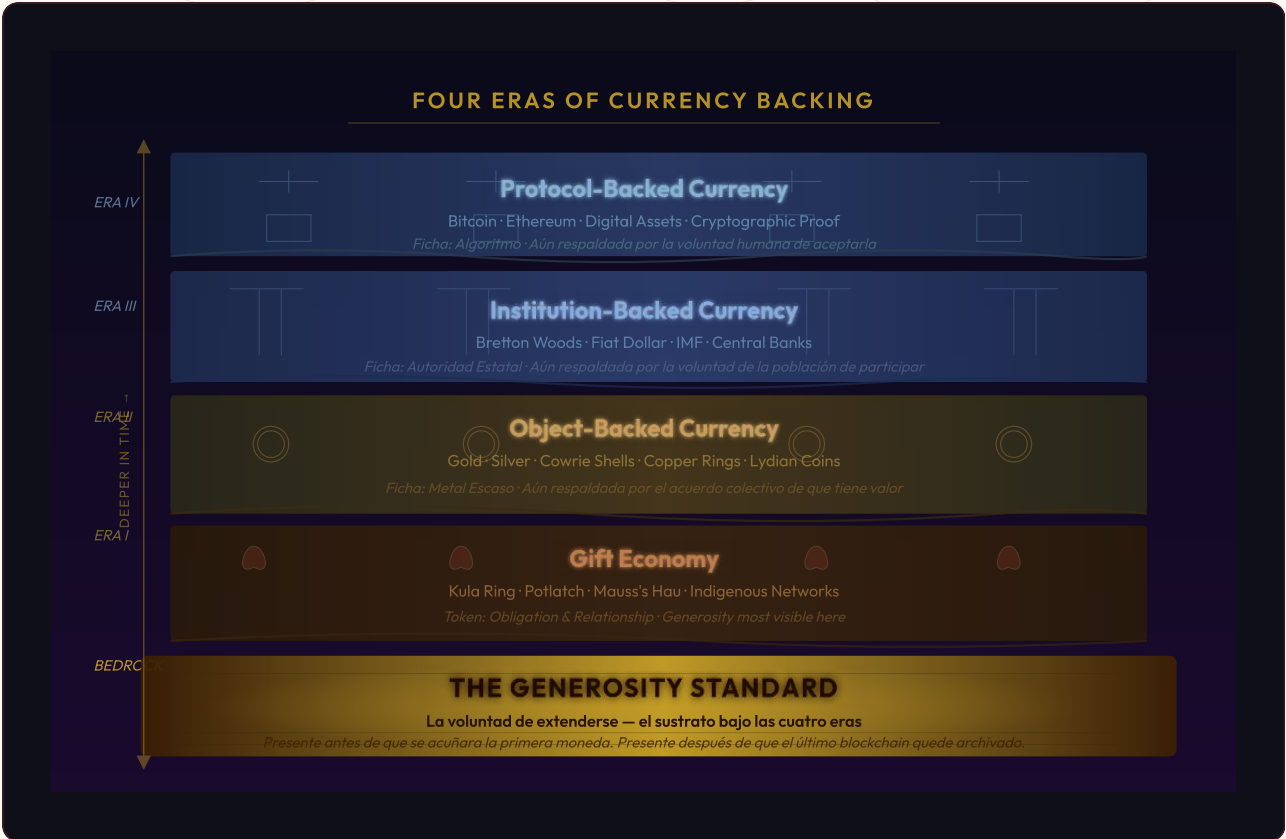 FOUR ERAS OF CURRENCY BACKING
ERA IV
Protocol-Backed Currency
Bitcoin · Ethereum · Digital Assets · Cryptographic Proof
Ficha: Algoritmo · Aún respaldada por la voluntad humana de aceptarla
ERA III
Institution-Backed Currency
Bretton Woods · Fiat Dollar · IMF · Central Banks
Ficha: Autoridad Estatal · Aún respaldada por la voluntad de la población de participar
ERA II
Object-Backed Currency
Gold · Silver · Cowrie Shells · Copper Rings · Lydian Coins
Ficha: Metal Escaso · Aún respaldada por el acuerdo colectivo de que tiene valor
DEEPER IN TIME →
ERA I
Gift Economy
Kula Ring · Potlatch · Mauss's Hau · Indigenous Networks
Token: Obligation & Relationship · Generosity most visible here
BEDROCK
THE GENEROSITY STANDARD
La voluntad de extenderse — el sustrato bajo las cuatro eras
Presente antes de que se acuñara la primera moneda. Presente después de que el último blockchain quede archivado.